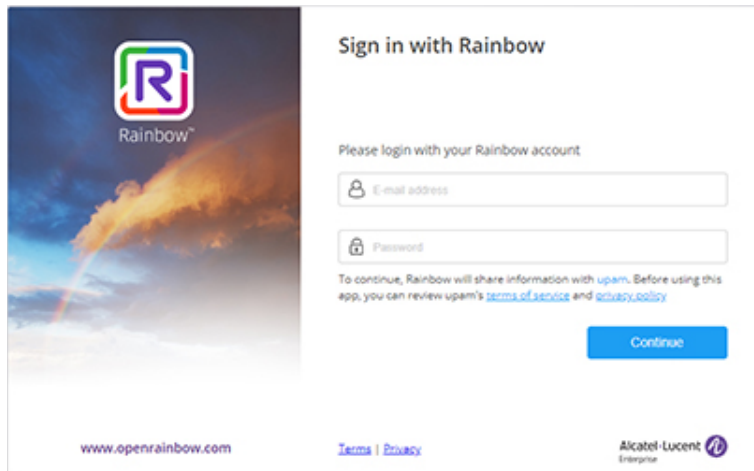 R
Rainbow™
www.openrainbow.com
Sign in with Rainbow
Please login with your Rainbow account
E-mail address
Password
To continue, Rainbow will share information with upam. Before using this
app, you can review upam's terms of service and privacy policy
Continue
Terms | Privacy
Alcatel·Lucent
Enterprise